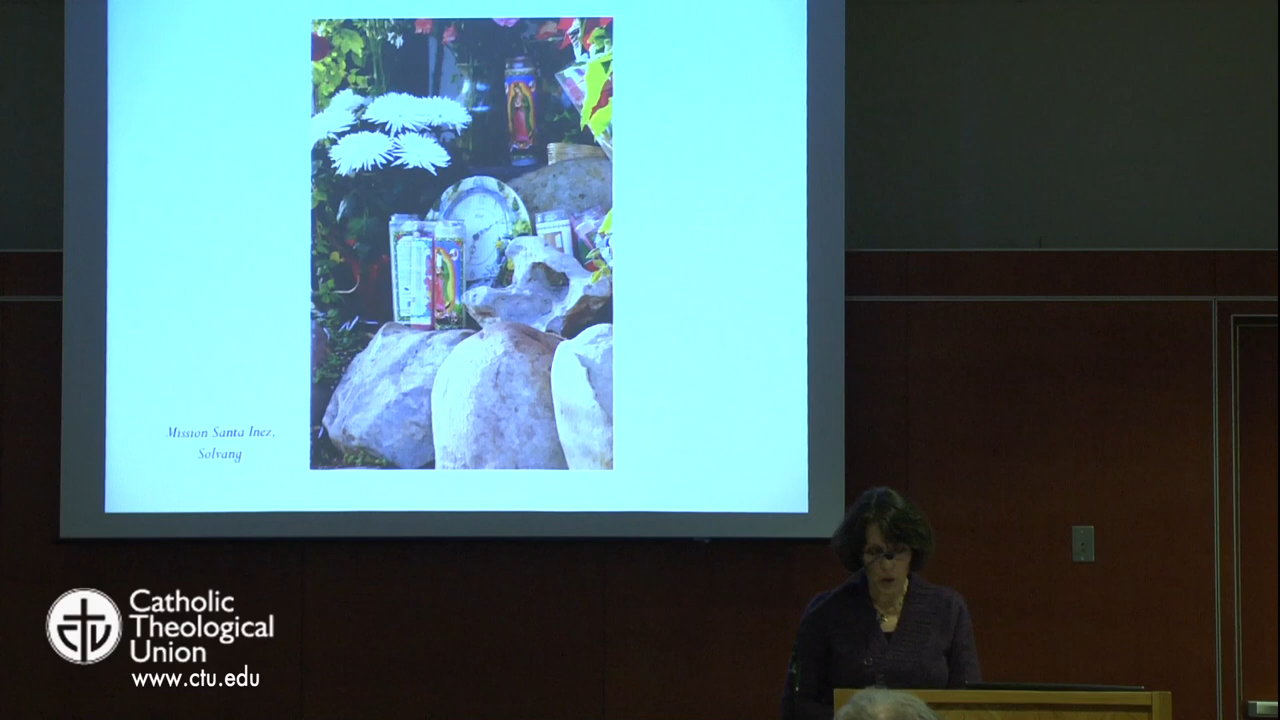 Mission Santa Inez,
Solvang
Catholic
Theological
Union
www.ctu.edu